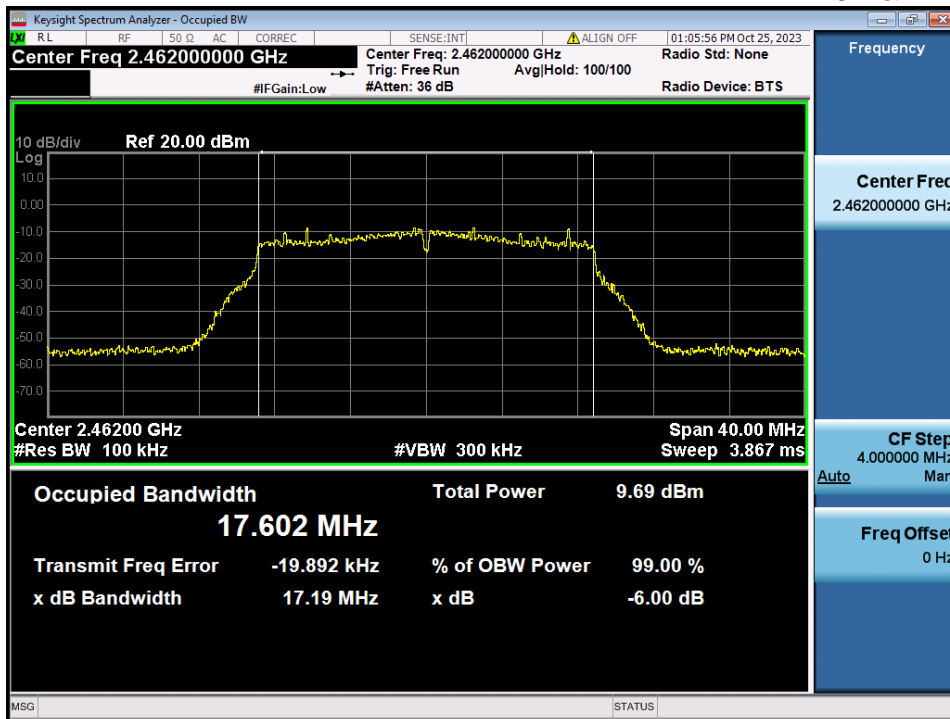 Keysight Spectrum Analyzer - Occupied BW
LXI RL RF 50 Ω AC CORREC SENSE:INT ALIGN OFF 01:05:56 PM Oct 25, 2023
Center Freq 2.462000000 GHz
Center Freq: 2.462000000 GHz Radio Std: None
Trig: Free Run Avg|Hold: 100/100
#IFGain:Low #Atten: 36 dB Radio Device: BTS
10 dB/div Ref 20.00 dBm
Log
10.0
0.00
-10.0
-20.0
-30.0
-40.0
-50.0
-60.0
-70.0
Center 2.46200 GHz Span 40.00 MHz
#Res BW 100 kHz #VBW 300 kHz Sweep 3.867 ms
Occupied Bandwidth Total Power 9.69 dBm
17.602 MHz
Transmit Freq Error -19.892 kHz % of OBW Power 99.00 %
x dB Bandwidth 17.19 MHz x dB -6.00 dB
MSG STATUS
Frequency
Center Freq
2.462000000 GHz
CF Step
4.000000 MHz
Auto Man
Freq Offset
0 Hz